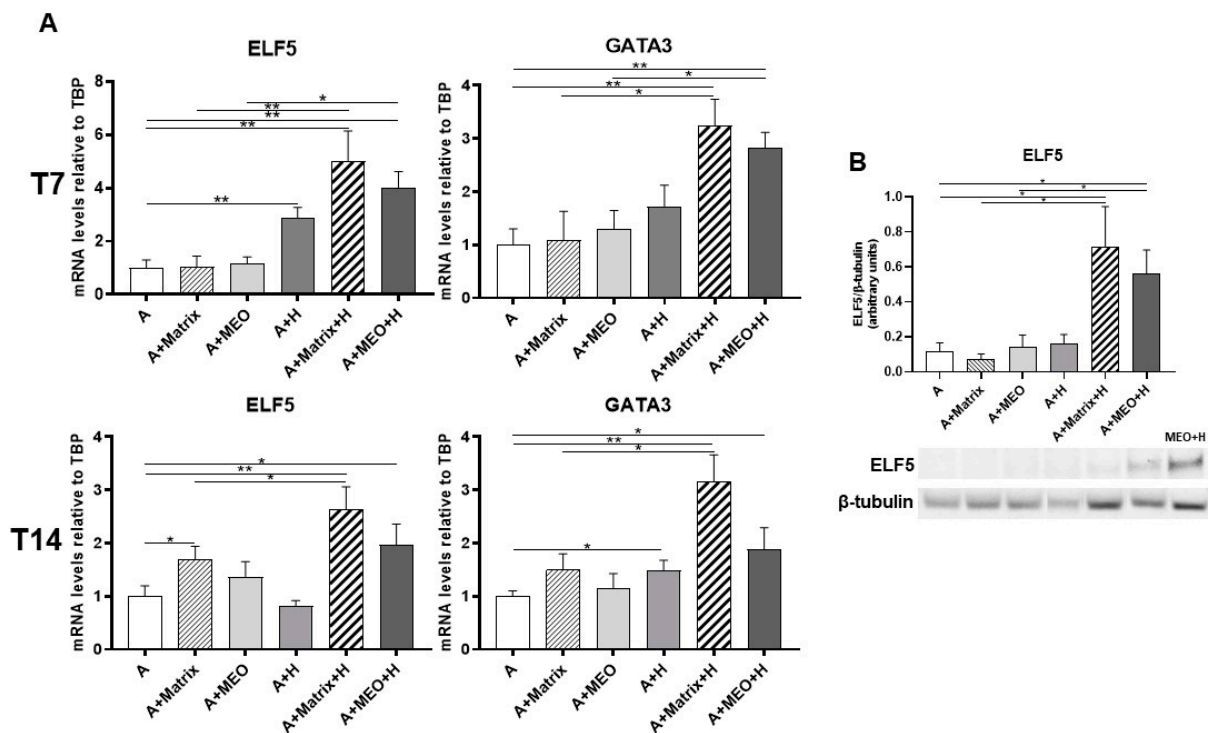 A
ELF5
GATA3
T7
mRNA levels relative to TBP
8
6
4
2
0
*
**
**
**
**
A
A+Matrix
A+MEO
A+H
A+Matrix+H
A+MEO+H
mRNA levels relative to TBP
4
3
2
1
0
**
*
**
*
A
A+Matrix
A+MEO
A+H
A+Matrix+H
A+MEO+H
B
ELF5
ELF5/β-tubulin
(arbitrary units)
1.0
0.8
0.6
0.4
0.2
0.0
*
*
*
*
A
A+Matrix
A+MEO
A+H
A+Matrix+H
A+MEO+H
MEO+H
ELF5
β-tubulin
T14
ELF5
mRNA levels relative to TBP
4
3
2
1
0
*
**
*
*
A
A+Matrix
A+MEO
A+H
A+Matrix+H
A+MEO+H
GATA3
mRNA levels relative to TBP
4
3
2
1
0
*
**
*
*
A
A+Matrix
A+MEO
A+H
A+Matrix+H
A+MEO+H